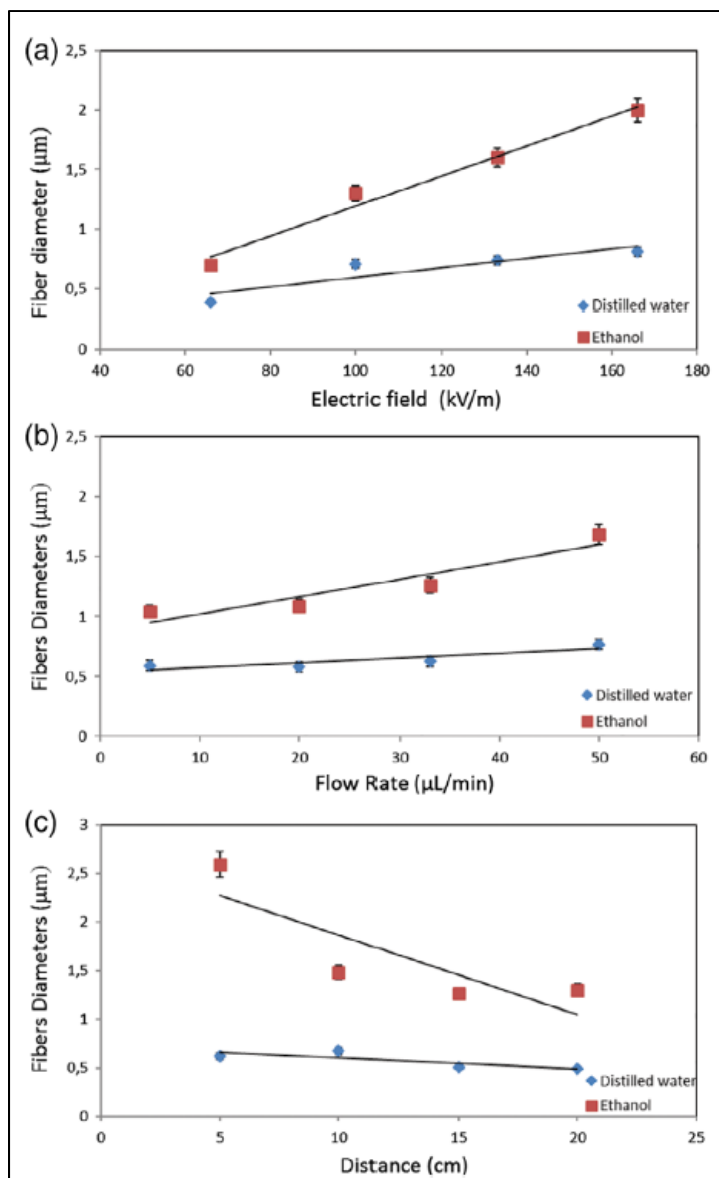 (a)
2,5
2
1,5
1
0,5
0
Fiber diameter (µm)
Distilled water
Ethanol
40 60 80 100 120 140 160 180
Electric field (kV/m)
(b)
2,5
2
1,5
1
0,5
0
Fibers Diameters (µm)
Distilled water
Ethanol
0 10 20 30 40 50 60
Flow Rate (µL/min)
(c)
3
2,5
2
1,5
1
0,5
0
Fibers Diameters (µm)
Distilled water
Ethanol
0 5 10 15 20 25
Distance (cm)